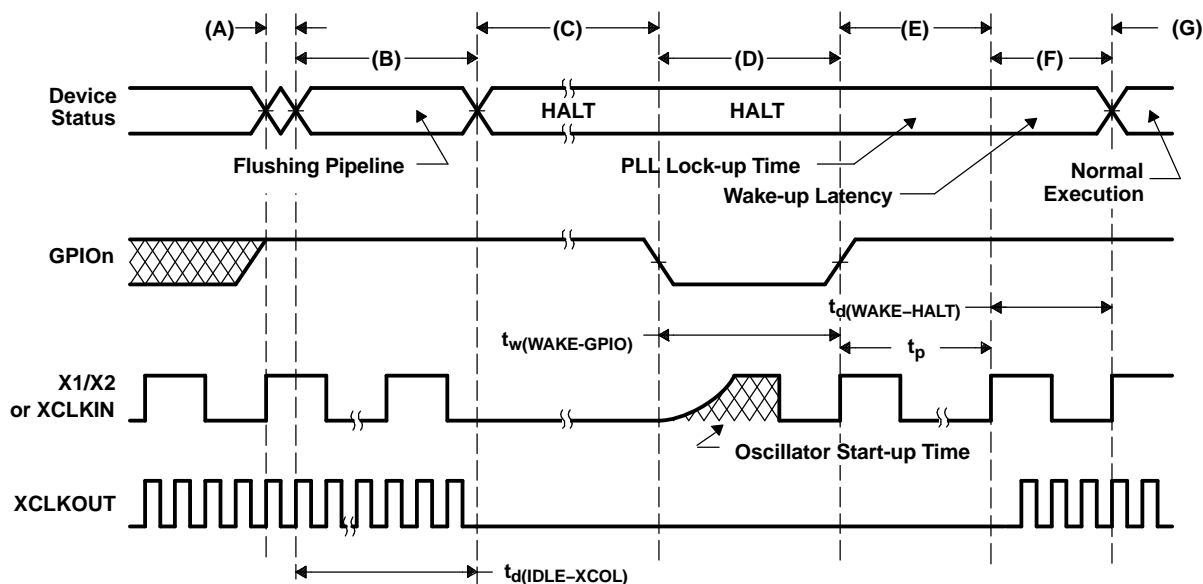 (A)
(C)
(E)
(G)
(B)
(D)
(F)
Device
Status
HALT
HALT
Flushing Pipeline
PLL Lock-up Time
Wake-up Latency
Normal
Execution
GPIOn
td(WAKE−HALT)
tw(WAKE-GPIO)
tp
X1/X2
or XCLKIN
Oscillator Start-up Time
XCLKOUT
td(IDLE−XCOL)